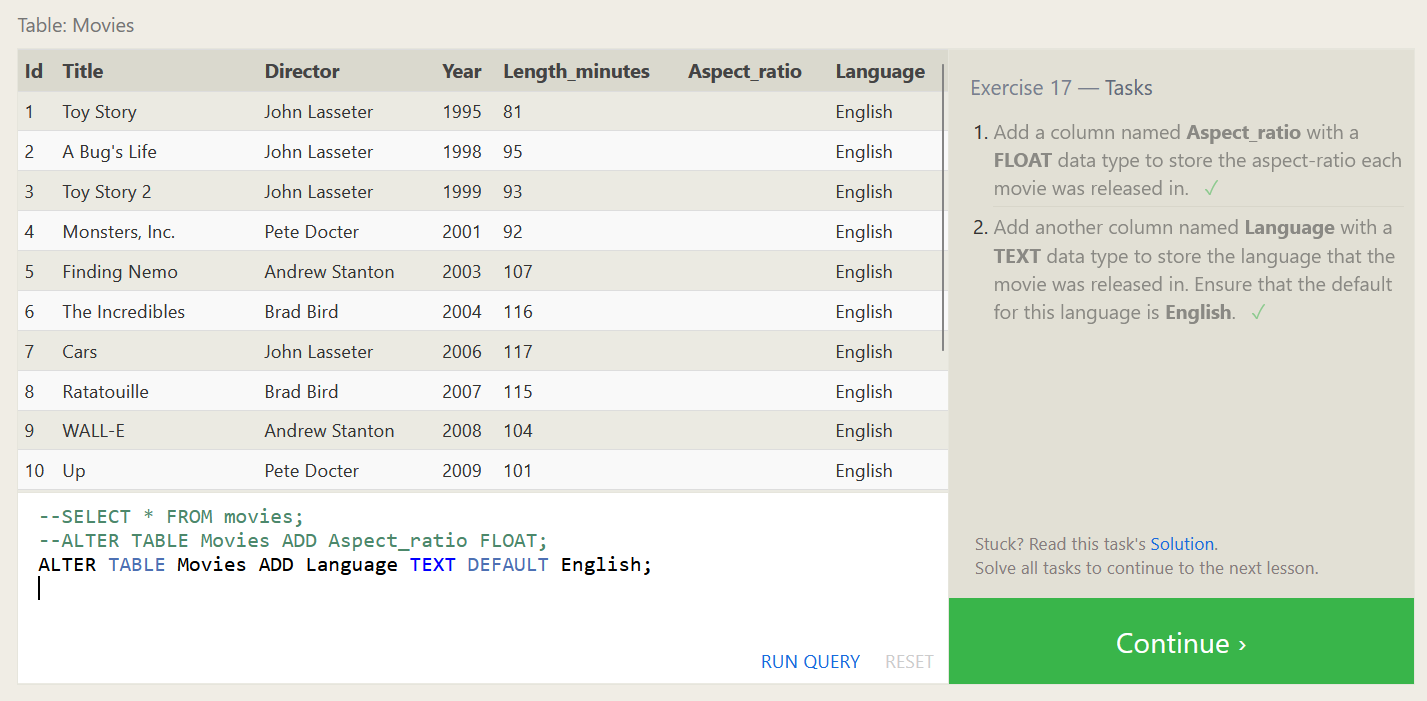 Table: Movies
Id Title Director Year Length_minutes Aspect_ratio Language
1 Toy Story John Lasseter 1995 81 English
2 A Bug's Life John Lasseter 1998 95 English
3 Toy Story 2 John Lasseter 1999 93 English
4 Monsters, Inc. Pete Docter 2001 92 English
5 Finding Nemo Andrew Stanton 2003 107 English
6 The Incredibles Brad Bird 2004 116 English
7 Cars John Lasseter 2006 117 English
8 Ratatouille Brad Bird 2007 115 English
9 WALL-E Andrew Stanton 2008 104 English
10 Up Pete Docter 2009 101 English
--SELECT * FROM movies;
--ALTER TABLE Movies ADD Aspect_ratio FLOAT;
ALTER TABLE Movies ADD Language TEXT DEFAULT English;
RUN QUERY RESET
Exercise 17 — Tasks
1. Add a column named Aspect_ratio with a
FLOAT data type to store the aspect-ratio each
movie was released in. ✓
2. Add another column named Language with a
TEXT data type to store the language that the
movie was released in. Ensure that the default
for this language is English. ✓
Stuck? Read this task's Solution.
Solve all tasks to continue to the next lesson.
Continue ›